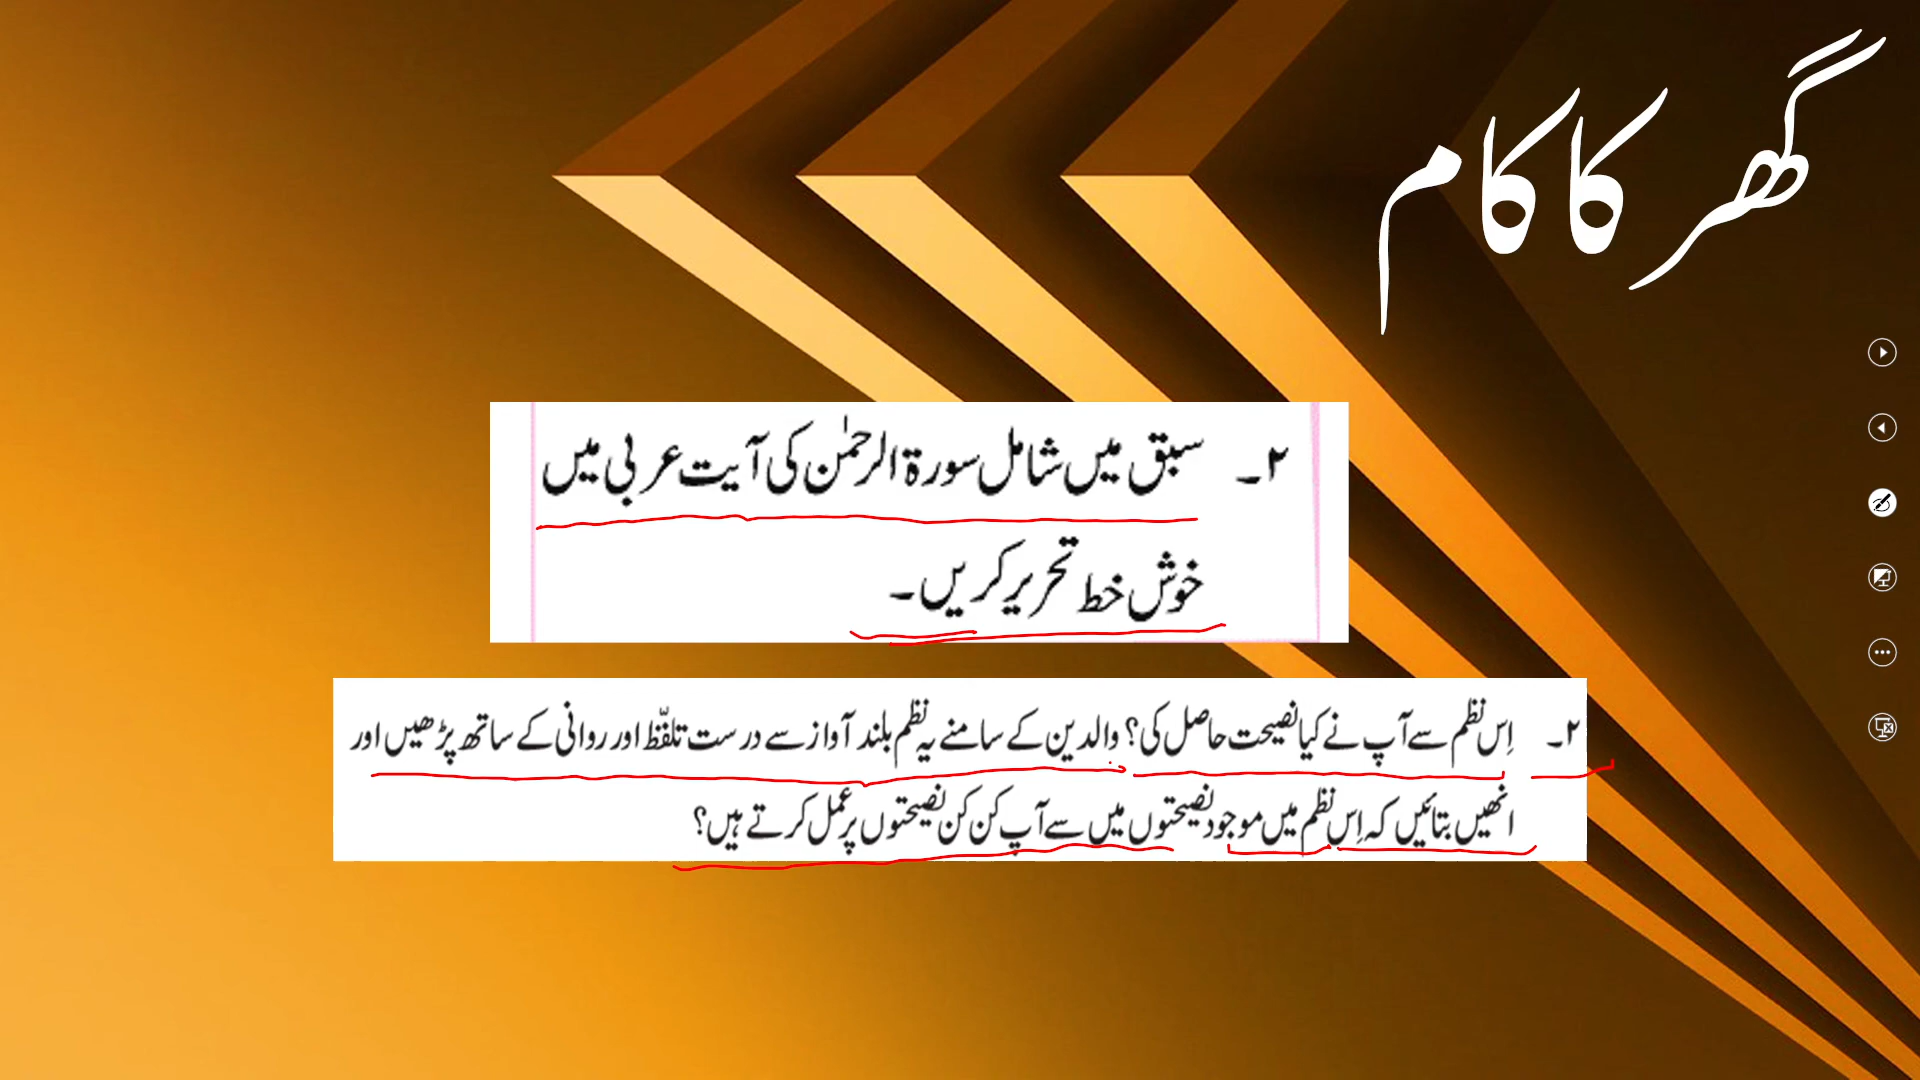 گھر کا کام
۲۔ سبق میں شامل سورۃ الرحمٰن کی آیت عربی میں
خوش خط تحریر کریں۔
۲۔ اِس نظم سے آپ نے کیا نصیحت حاصل کی؟ والدین کے سامنے یہ نظم بلند آواز سے درست تلفّظ اور روانی کے ساتھ پڑھیں اور
انھیں بتائیں کہ اِس نظم میں موجود نصیحتوں میں سے آپ کن کن نصیحتوں پر عمل کرتے ہیں؟